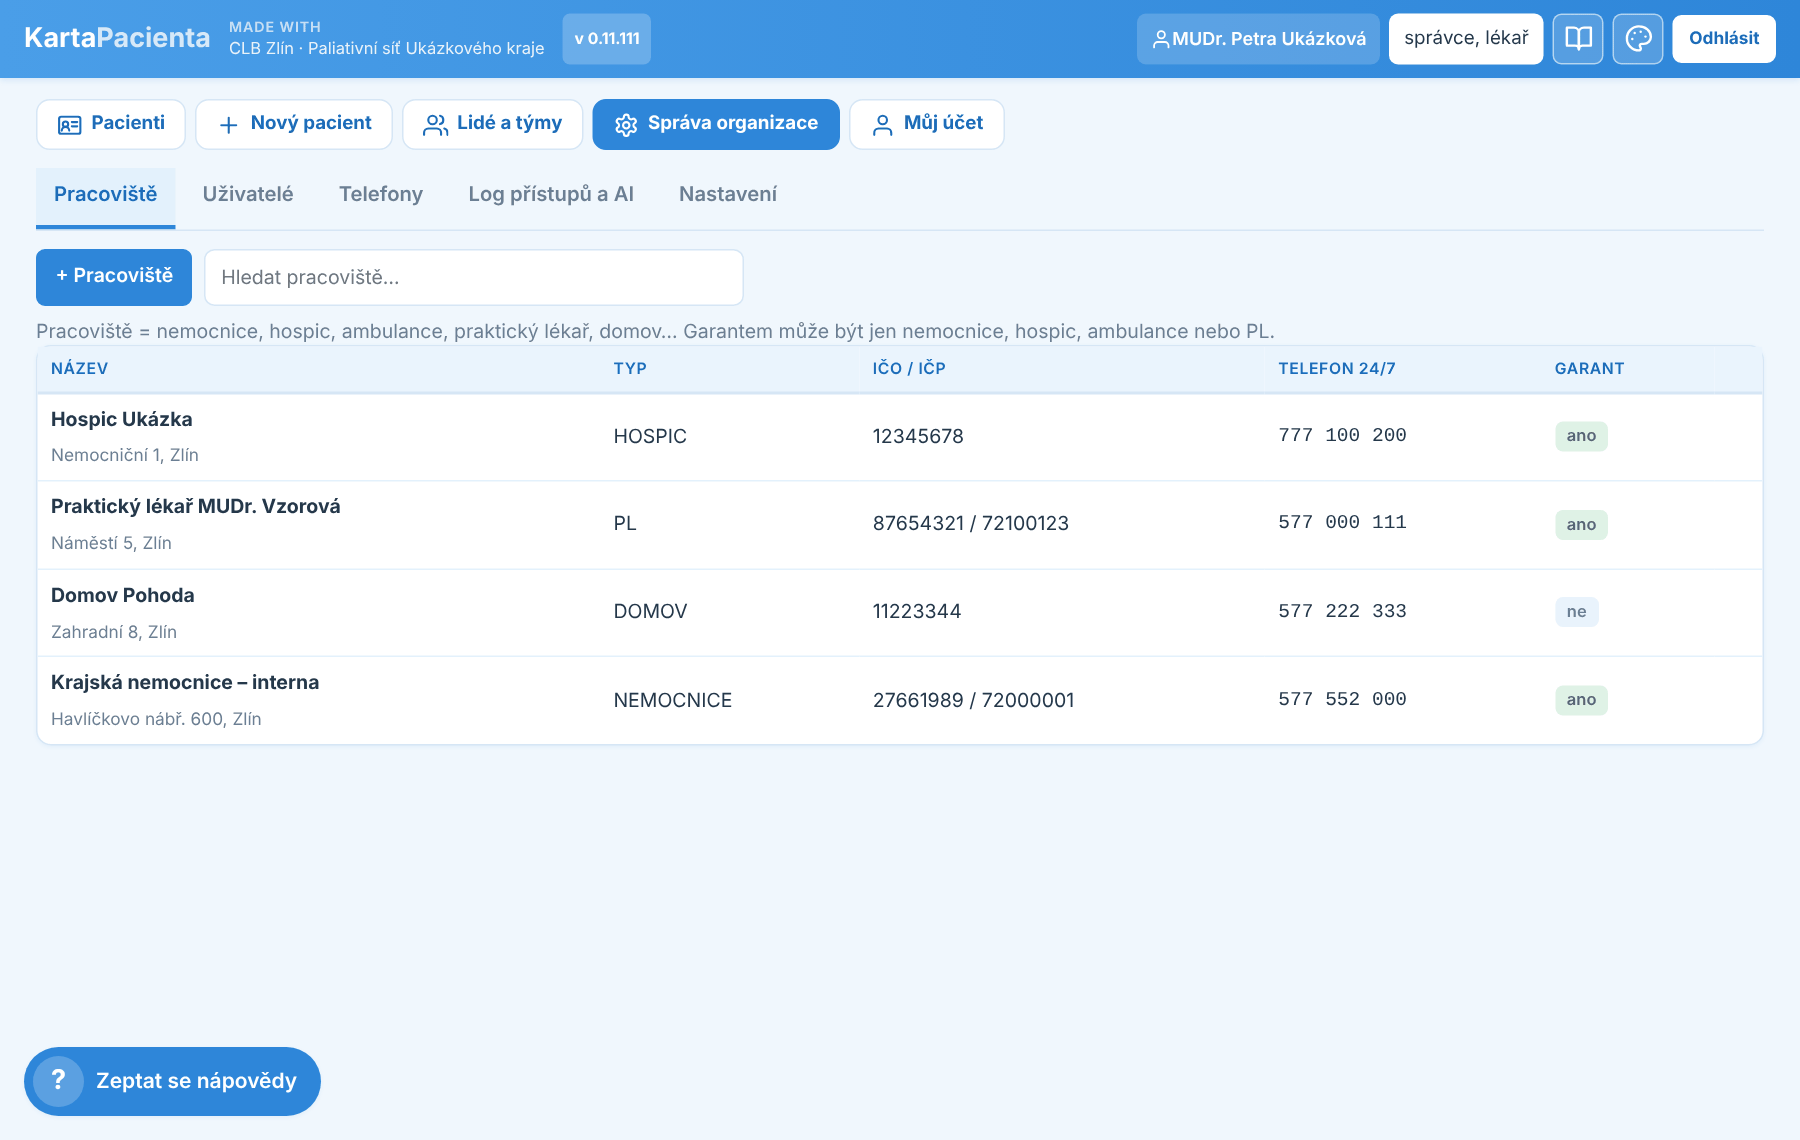 KartaPacienta
MADE WITH
CLB Zlín · Paliativní síť Ukázkového kraje
v 0.11.111
MUDr. Petra Ukázková
správce, lékař
Odhlásit
Pacienti
Nový pacient
Lidé a týmy
Správa organizace
Můj účet
Pracoviště
Uživatelé
Telefony
Log přístupů a AI
Nastavení
+ Pracoviště
Hledat pracoviště...
Pracoviště = nemocnice, hospic, ambulance, praktický lékař, domov... Garantem může být jen nemocnice, hospic, ambulance nebo PL.
NÁZEV TYP IČO / IČP TELEFON 24/7 GARANT
Hospic Ukázka
Nemocniční 1, Zlín
HOSPIC 12345678 777 100 200 ano
Praktický lékař MUDr. Vzorová
Náměstí 5, Zlín
PL 87654321 / 72100123 577 000 111 ano
Domov Pohoda
Zahradní 8, Zlín
DOMOV 11223344 577 222 333 ne
Krajská nemocnice – interna
Havlíčkovo nábř. 600, Zlín
NEMOCNICE 27661989 / 72000001 577 552 000 ano
? Zeptat se nápovědy